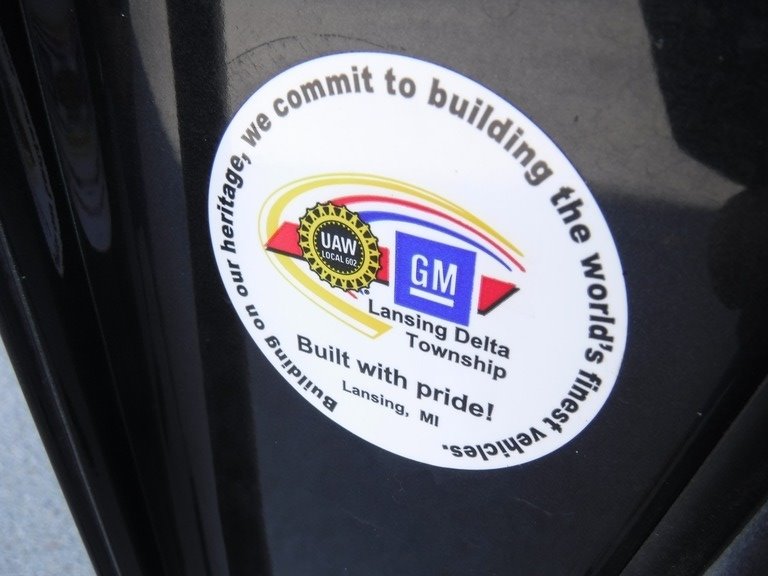 Building on our heritage, we commit to building the world's finest vehicles.
UAW
LOCAL 602
GM
Lansing Delta
Township
Built with pride!
Lansing, MI